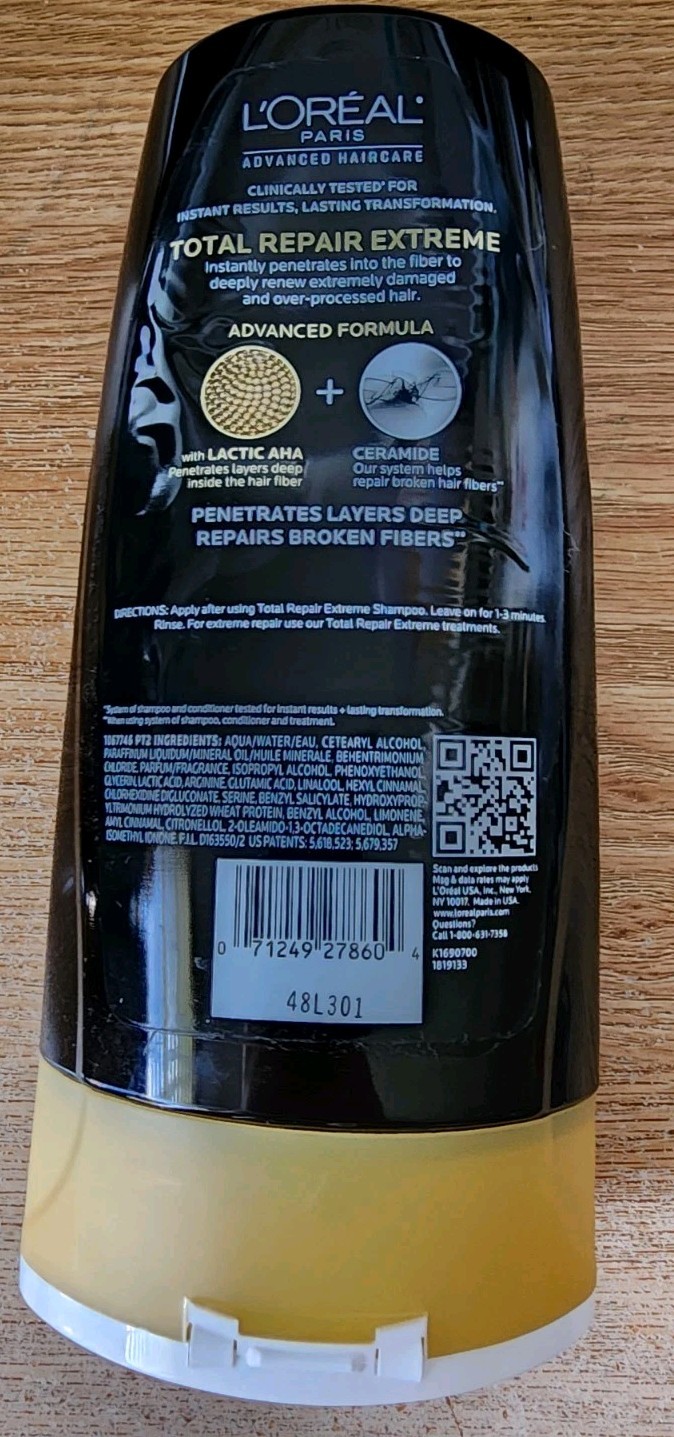 L'ORÉAL
PARIS
ADVANCED HAIRCARE
CLINICALLY TESTED* FOR
INSTANT RESULTS, LASTING TRANSFORMATION.
TOTAL REPAIR EXTREME
Instantly penetrates into the fiber to
deeply renew extremely damaged
and over-processed hair.
ADVANCED FORMULA
+
with LACTIC AHA
Penetrates layers deep
inside the hair fiber
CERAMIDE
Our system helps
repair broken hair fibers**
PENETRATES LAYERS DEEP
REPAIRS BROKEN FIBERS**
DIRECTIONS: Apply after using Total Repair Extreme Shampoo. Leave on for 1-3 minutes.
Rinse. For extreme repair use our Total Repair Extreme treatments.
*System of shampoo and conditioner tested for instant results + lasting transformation.
**When using system of shampoo, conditioner and treatment.
1087746 PT2 INGREDIENTS: AQUA/WATER/EAU, CETEARYL ALCOHOL,
PARAFFINUM LIQUIDUM/MINERAL OIL/HUILE MINERALE, BEHENTRIMONIUM
CHLORIDE, PARFUM/FRAGRANCE, ISOPROPYL ALCOHOL, PHENOXYETHANOL,
GLYCERIN, LACTIC ACID, ARGININE, GLUTAMIC ACID, LINALOOL, HEXYL CINNAMAL,
CHLORHEXIDINE DIGLUCONATE, SERINE, BENZYL SALICYLATE, HYDROXYPROP-
YLTRIMONIUM HYDROLYZED WHEAT PROTEIN, BENZYL ALCOHOL, LIMONENE,
AMYL CINNAMAL, CITRONELLOL, 2-OLEAMIDO-1,3-OCTADECANEDIOL, ALPHA-
ISOMETHYL IONONE. F.I.L. D163550/2 US PATENTS: 5,618,523; 5,679,357
Scan and explore the products
Msg & data rates may apply
L'Oréal USA, Inc., New York,
NY 10017. Made in USA.
www.lorealparis.com
Questions?
Call 1-800-631-7358
K1690700
1819133
0 71249 27860 4
48L301